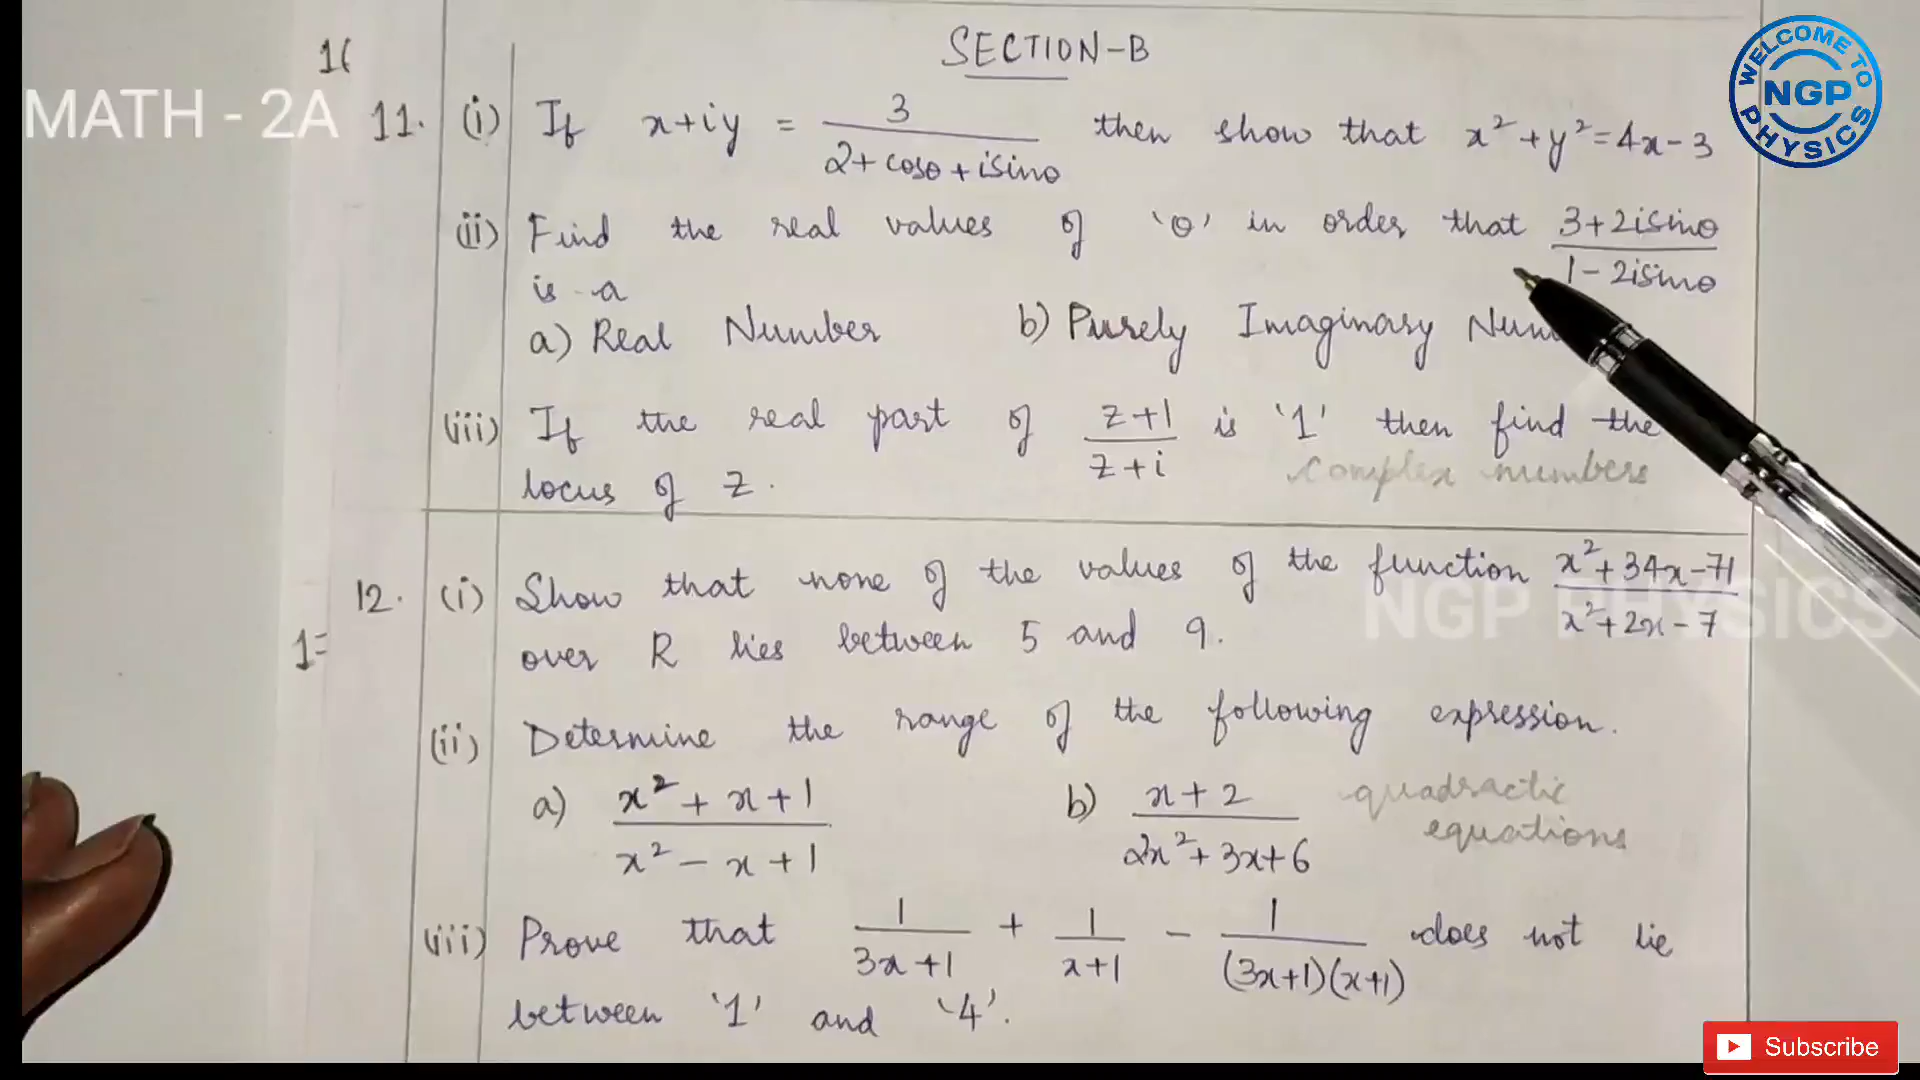 SECTION-B
MATH - 2A
WELCOME TO
NGP
PHYSICS
11. (i) If x+iy = 3/(2+cosθ+isinθ) then show that x²+y²=4x-3
(ii) Find the real values of 'θ' in order that (3+2isinθ)/(1-2isinθ)
is a
a) Real Number b) Purely Imaginary
(iii) If the real part of (z+1)/(z+i) is '1' then find the
locus of z.
complex numbers
12. (i) Show that none of the values of the function (x²+34x-71)/(x²+2x-7)
over R lies between 5 and 9.
NGP PHYSICS
(ii) Determine the range of the following expression.
a) (x²+x+1)/(x²-x+1) b) (x+2)/(2x²+3x+6)
quadractic
equations
(iii) Prove that 1/(3x+1) + 1/(x+1) - 1/((3x+1)(x+1)) does not lie
between '1' and '4'.
Subscribe